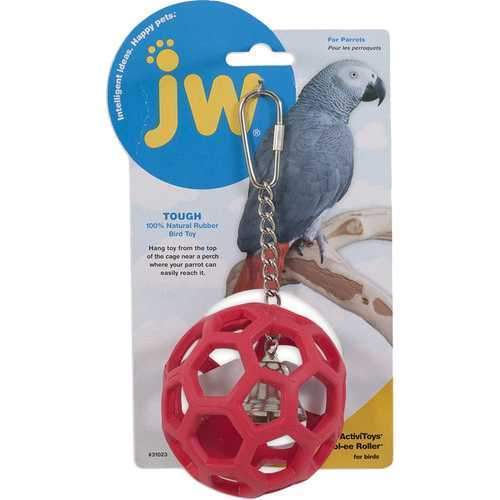 Intelligent ideas. Happy pets.
JW®
For Parrots
Pour les perroquets
TOUGH
100% Natural Rubber
Bird Toy
Hang toy from the top
of the cage near a perch
where your parrot can
easily reach it.
ActiviToys
ol-ee Roller
for birds
#31023